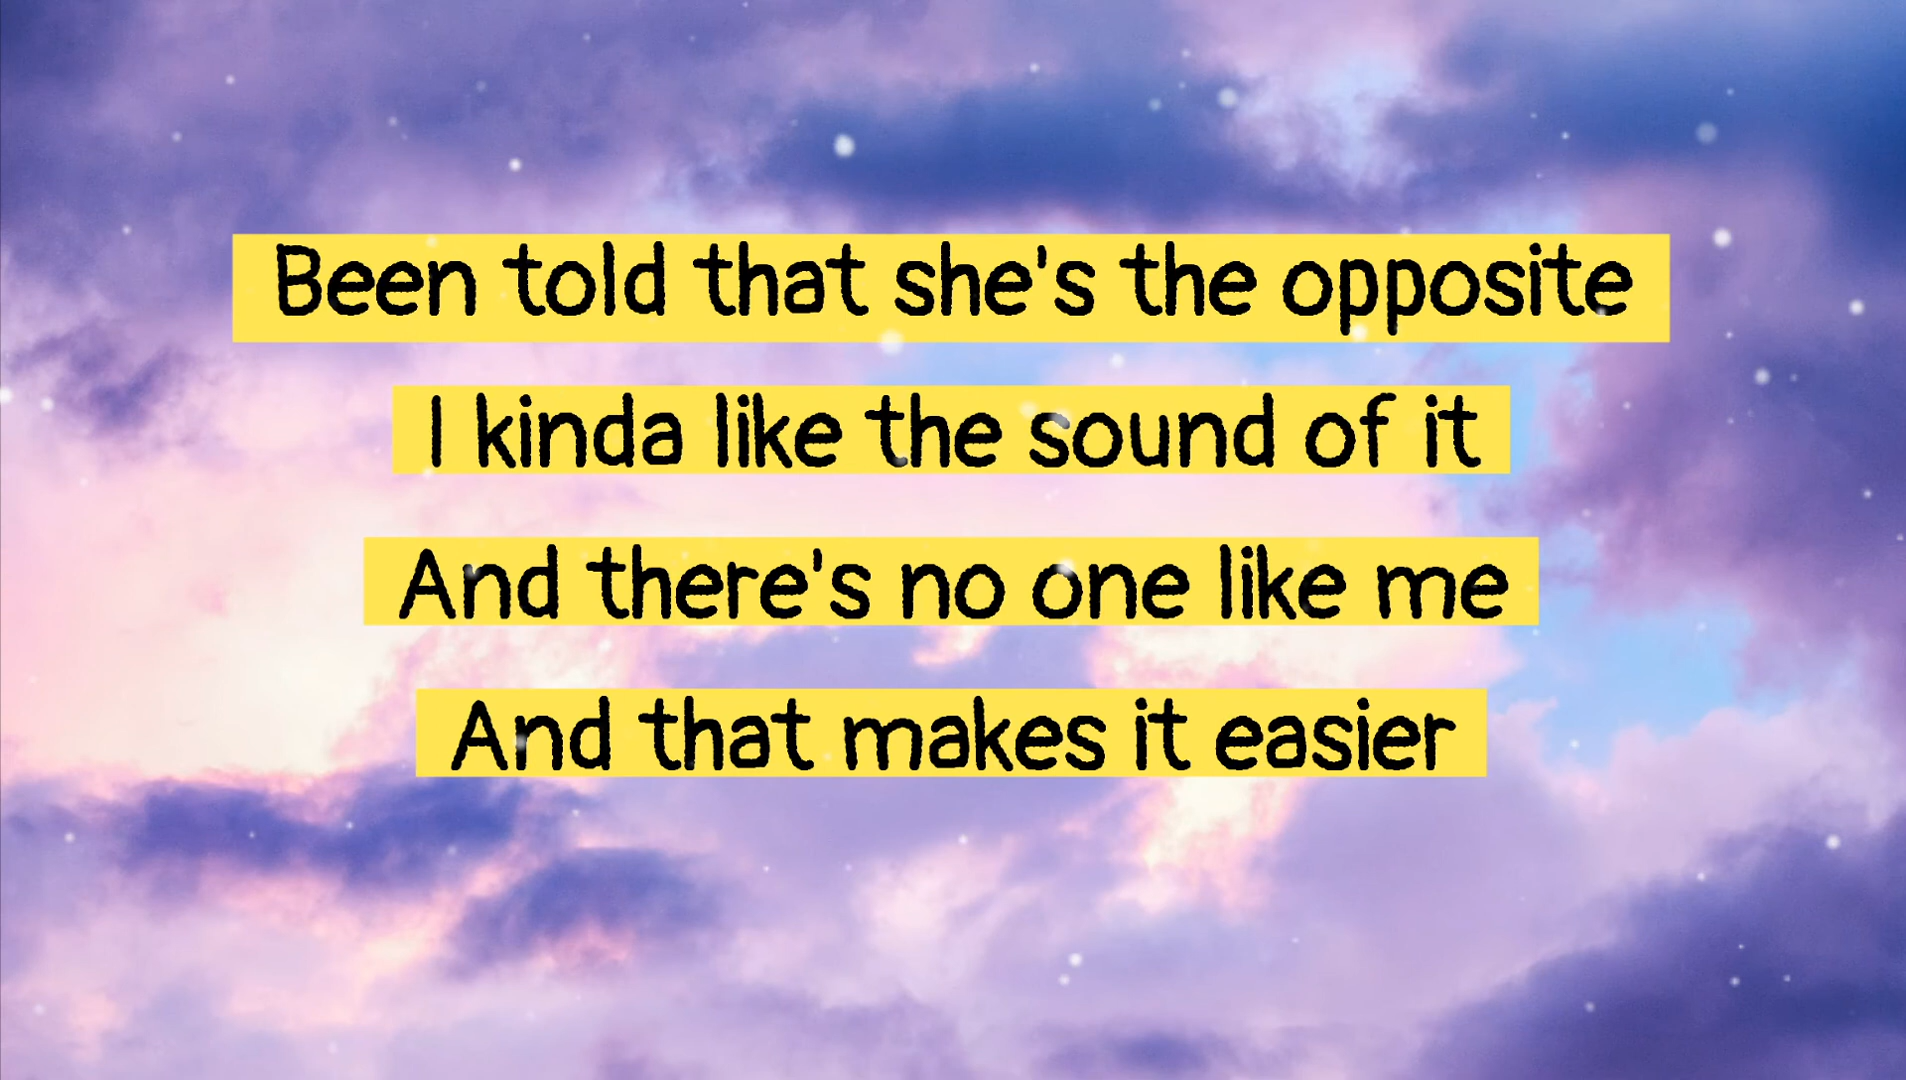 Been told that she's the opposite
I kinda like the sound of it
And there's no one like me
And that makes it easier